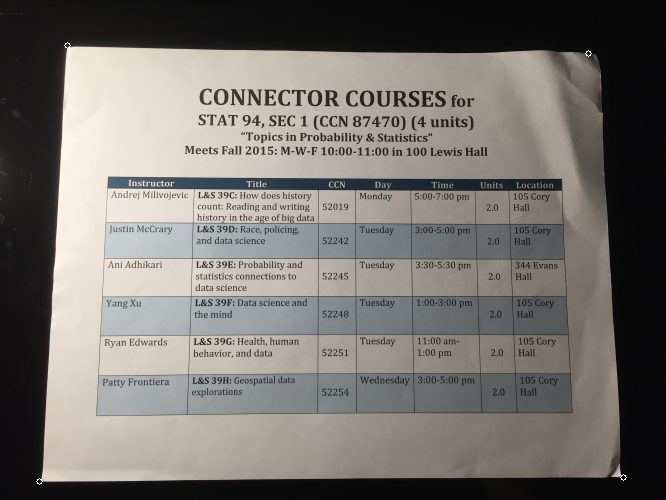 CONNECTOR COURSES for
STAT 94, SEC 1 (CCN 87470) (4 units)
“Topics in Probability & Statistics”
Meets Fall 2015: M-W-F 10:00-11:00 in 100 Lewis Hall
Instructor Title CCN Day Time Units Location
Andrej Milivojevic L&S 39C: How does history Monday 5:00-7:00 pm 105 Cory
count: Reading and writing 52019 2.0 Hall
history in the age of big data
Justin McCrary L&S 39D: Race, policing, Tuesday 3:00-5:00 pm 105 Cory
and data science 52242 2.0 Hall
Ani Adhikari L&S 39E: Probability and Tuesday 3:30-5:30 pm 344 Evans
statistics connections to 52245 2.0 Hall
data science
Yang Xu L&S 39F: Data science and Tuesday 1:00-3:00 pm 105 Cory
the mind 52248 2.0 Hall
Ryan Edwards L&S 39G: Health, human Tuesday 11:00 am- 105 Cory
behavior, and data 52251 1:00 pm 2.0 Hall
Patty Frontiera L&S 39H: Geospatial data Wednesday 3:00-5:00 pm 105 Cory
explorations 52254 2.0 Hall